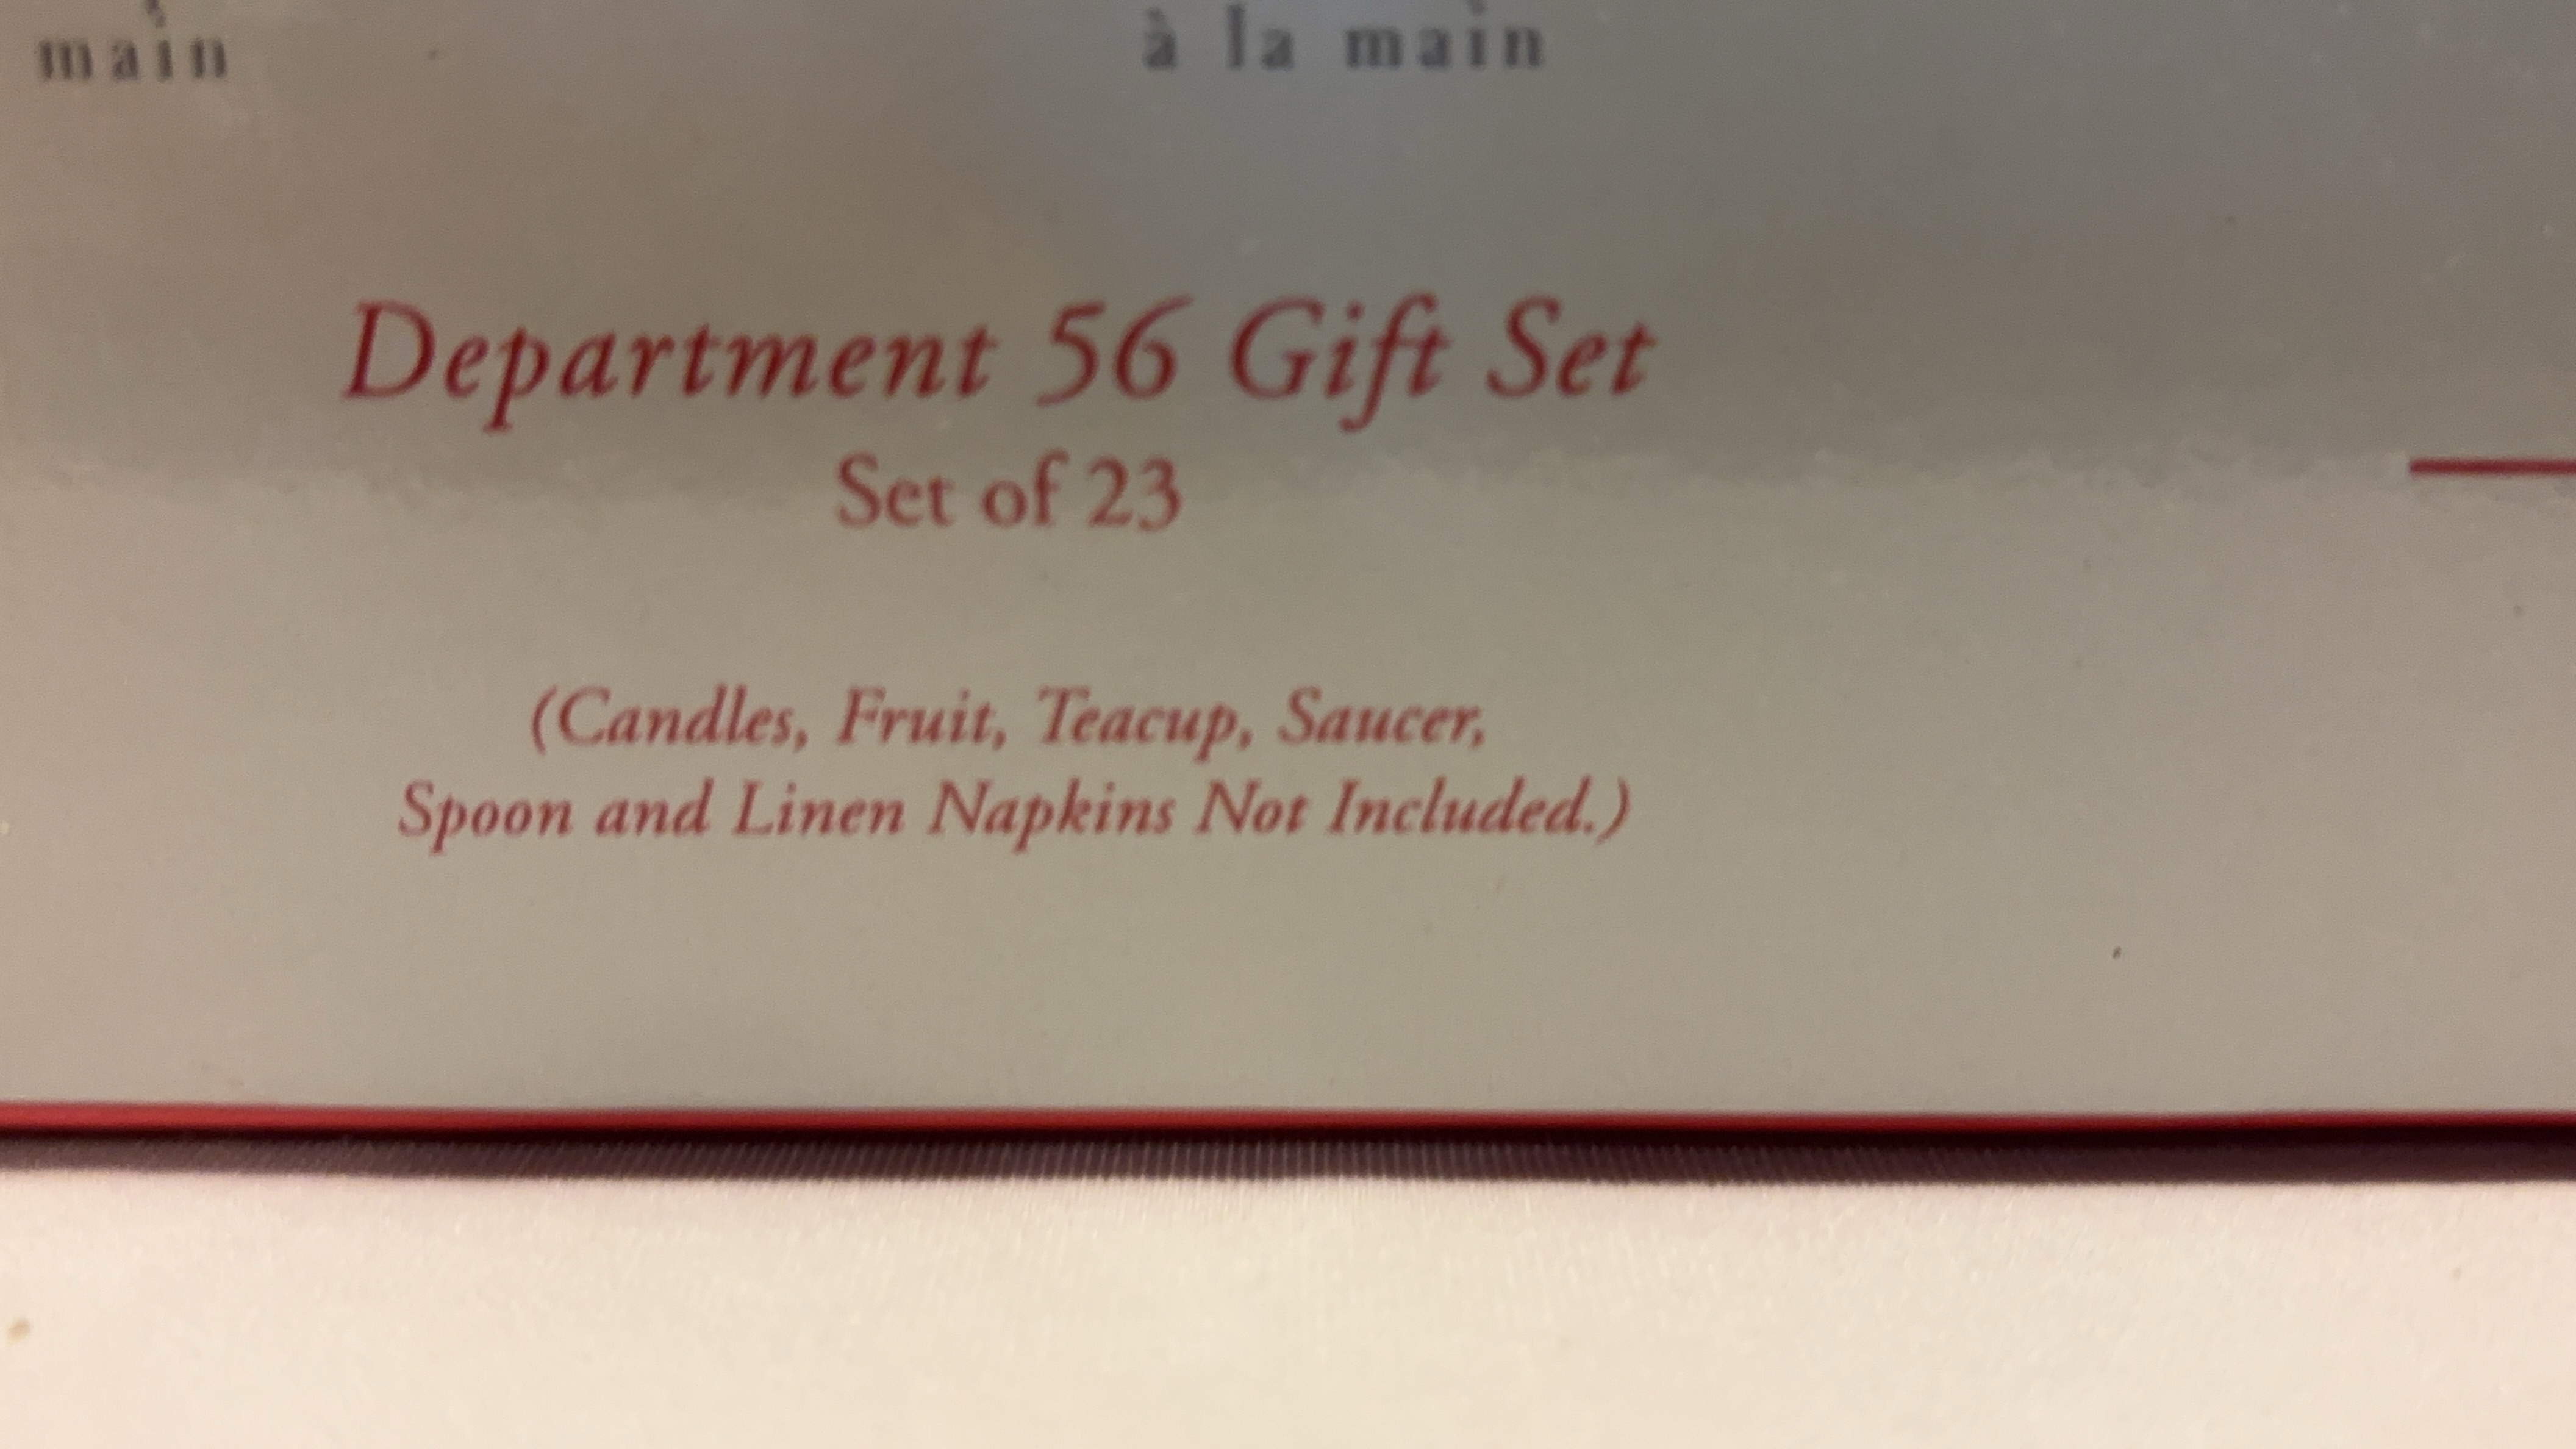 main
à la main
Department 56 Gift Set
Set of 23
(Candles, Fruit, Teacup, Saucer,
Spoon and Linen Napkins Not Included.)